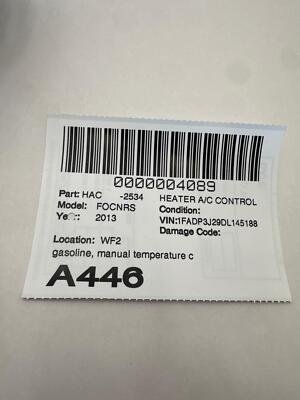 0000004089
Part: HAC -2534 HEATER A/C CONTROL
Model: FOCNRS Condition:
Year: 2013 VIN:1FADP3J29DL145188
Damage Code:
Location: WF2
gasoline, manual temperature c
A446